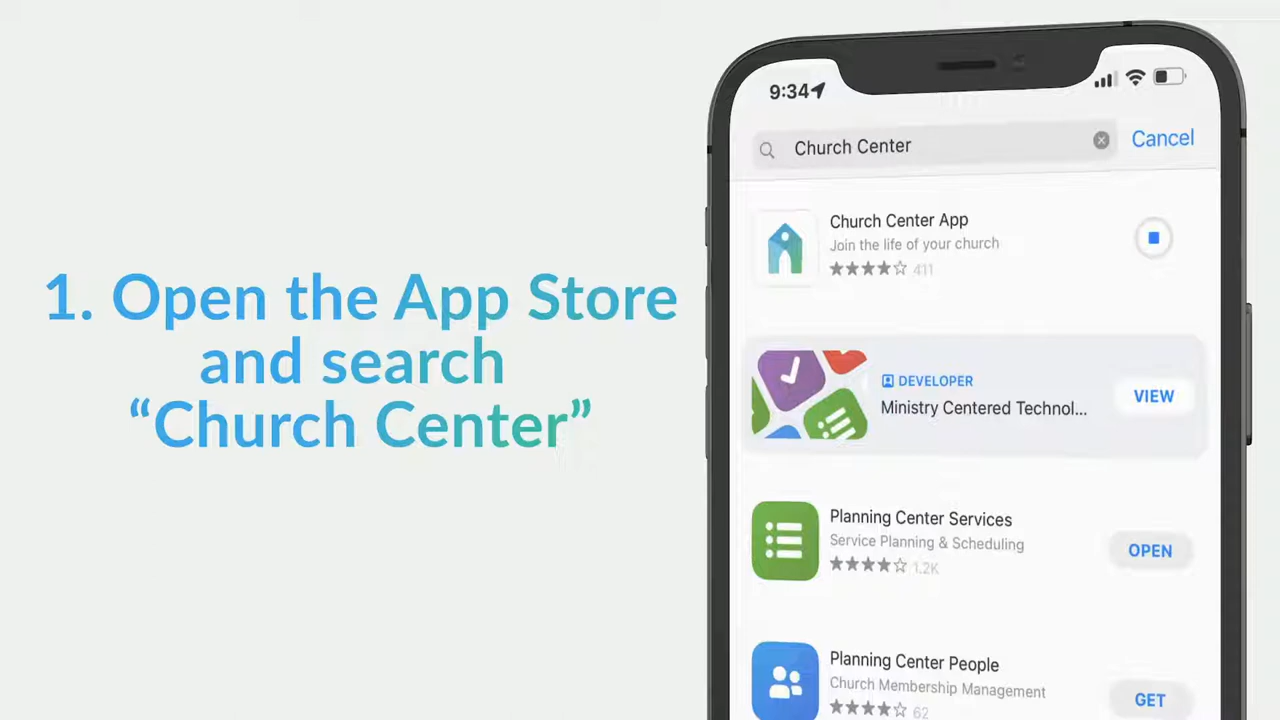 1. Open the App Store
and search
“Church Center”
9:34
Church Center
Cancel
Church Center App
Join the life of your church
411
DEVELOPER
Ministry Centered Technol...
VIEW
Planning Center Services
Service Planning & Scheduling
1.2K
OPEN
Planning Center People
Church Membership Management
62
GET